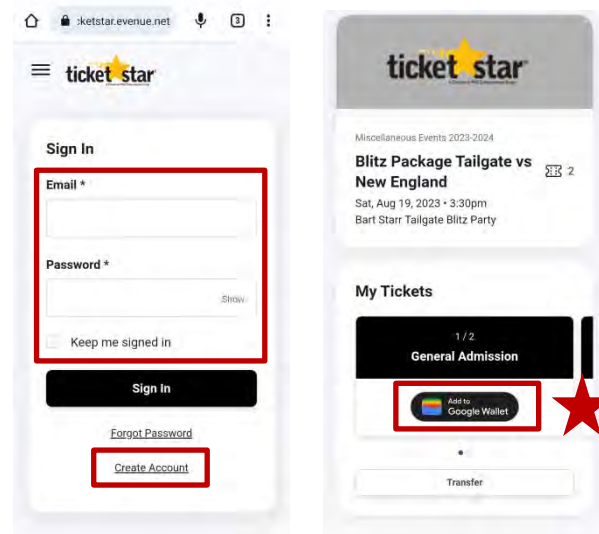 :ketstar.evenue.net
3
ticket star
Sign In
Email *
Password *
Show
Keep me signed in
Sign In
Forgot Password
Create Account
ticket star
Miscellaneous Events 2023-2024
Blitz Package Tailgate vs
New England
2
Sat, Aug 19, 2023 • 3:30pm
Bart Starr Tailgate Blitz Party
My Tickets
1 / 2
General Admission
Add to
Google Wallet
Transfer